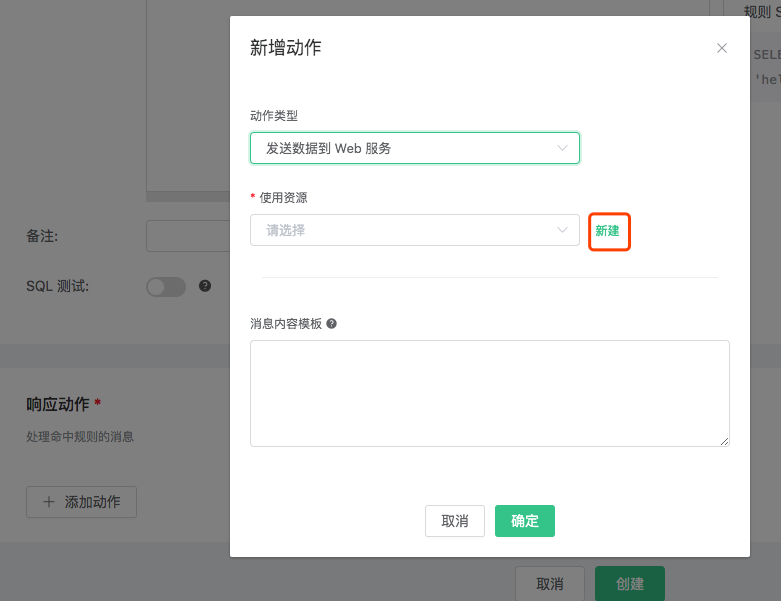 规则 S
新增动作
SELE
'hel
动作类型
发送数据到 Web 服务
* 使用资源
请选择
新建
备注:
SQL 测试:
消息内容模板
响应动作 *
处理命中规则的消息
+ 添加动作
取消
确定
取消
创建